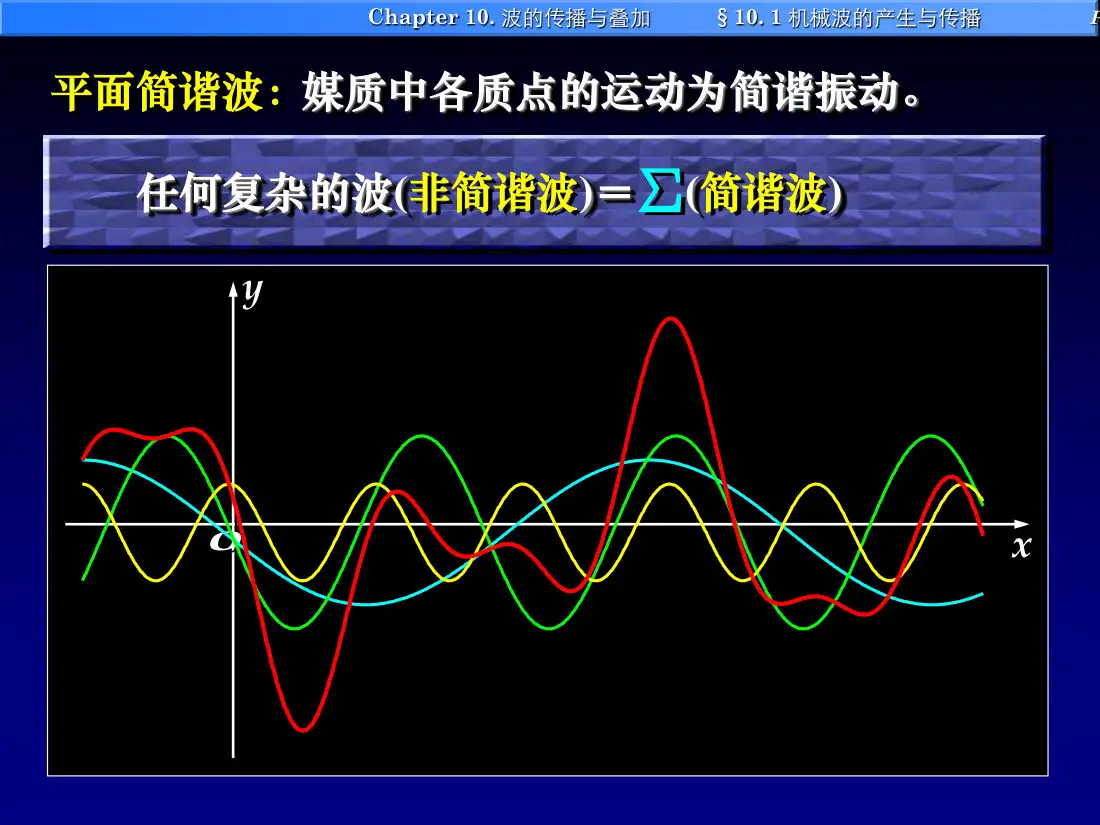 Chapter 10. 波的传播与叠加 § 10. 1 机械波的产生与传播
平面简谐波：媒质中各质点的运动为简谐振动。
任何复杂的波(非简谐波)＝∑(简谐波)
y
O
x